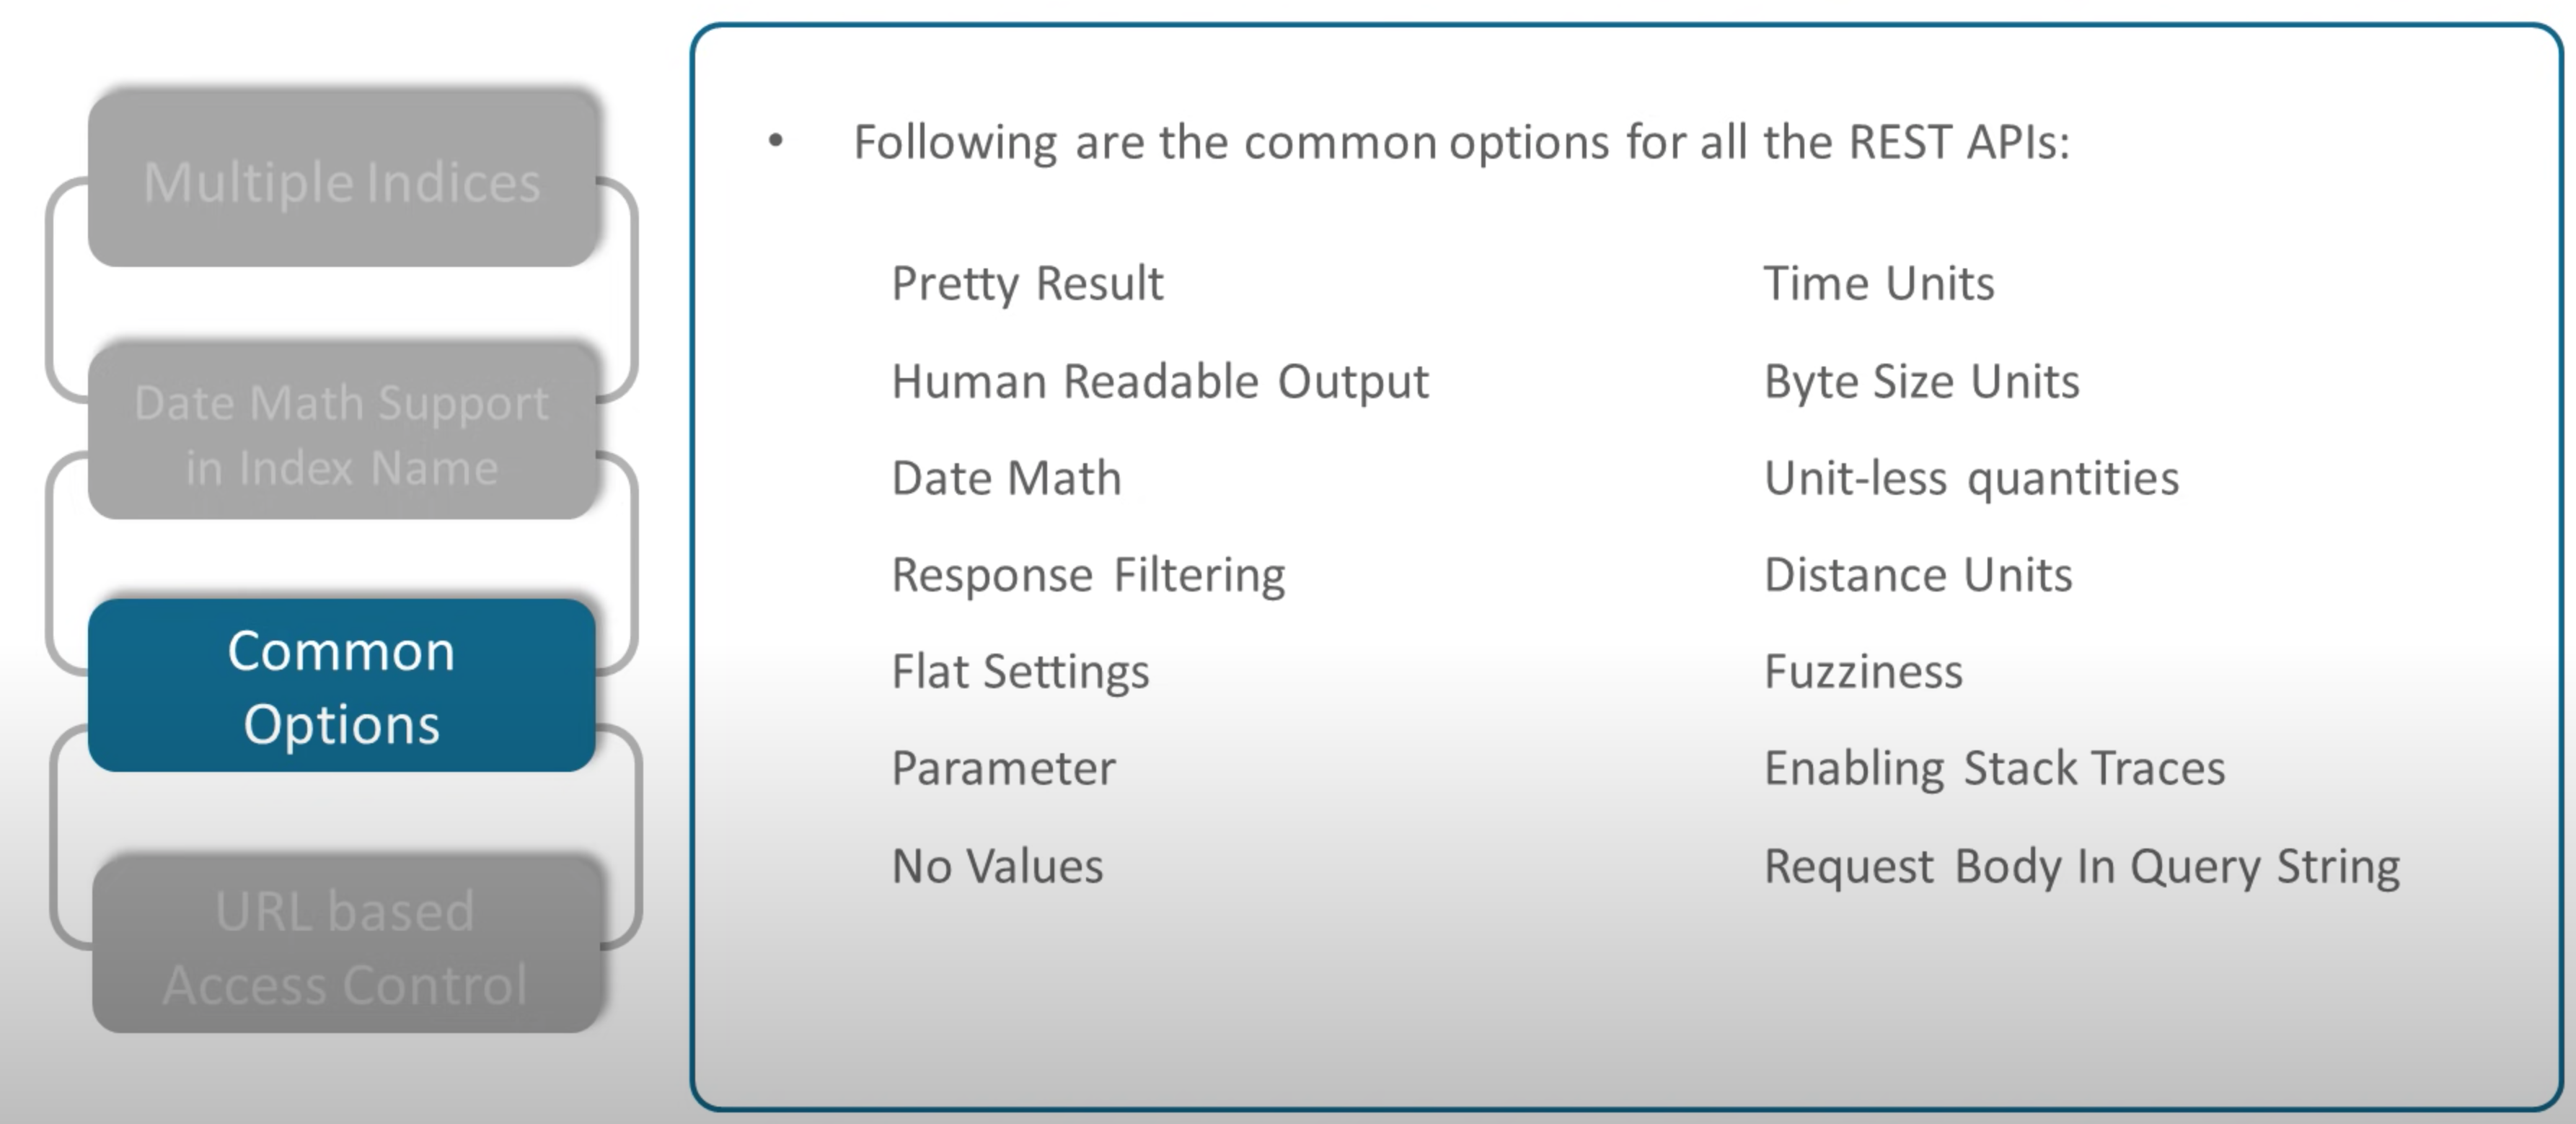 Multiple Indices
Date Math Support
in Index Name
Common
Options
URL based
Access Control
• Following are the common options for all the REST APIs:
Pretty Result
Human Readable Output
Date Math
Response Filtering
Flat Settings
Parameter
No Values
Time Units
Byte Size Units
Unit-less quantities
Distance Units
Fuzziness
Enabling Stack Traces
Request Body In Query String